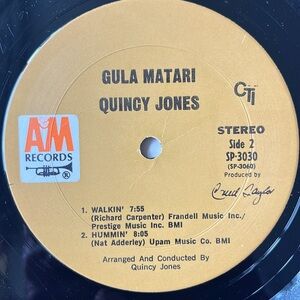 GULA MATARI
QUINCY JONES
CTi
A&M
RECORDS
®
STEREO
Side 2
SP-3030
(SP-3060)
Produced by
Creed Taylor
1. WALKIN' 7:55
(Richard Carpenter) Frandell Music Inc./
Prestige Music Inc. BMI
2. HUMMIN' 8:05
(Nat Adderley) Upam Music Co. BMI
Arranged And Conducted By
Quincy Jones